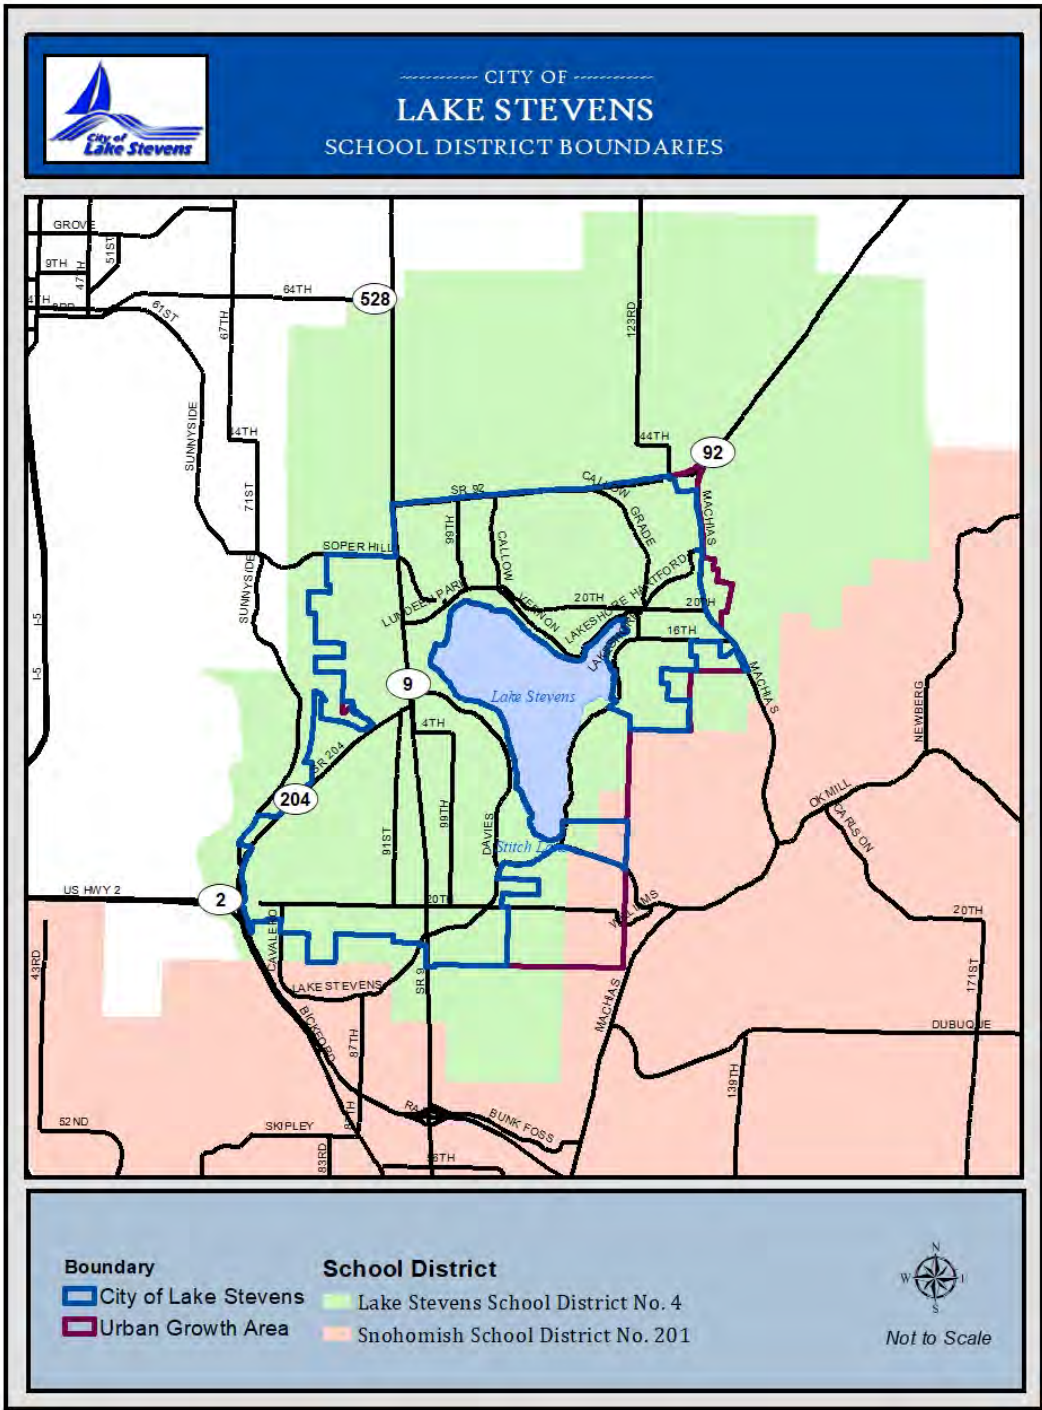 CITY OF
LAKE STEVENS
SCHOOL DISTRICT BOUNDARIES
City of
Lake Stevens
GROVE
51ST
9TH
47TH
64TH
528
61ST
67TH
123RD
SUNNYSIDE
44TH
44TH
92
CALLOW
SR 92
71ST
99TH
CALLOW
GRADE
MACHIAS
SOPER HILL
SUNNYSIDE
LUNDEEN PARK
VERNON
20TH
LAKESHORE
HARTFORD
20TH
16TH
I-5
I-5
9
Lake Stevens
MACHIAS
NEWBERG
4TH
SR 204
204
99TH
91ST
DAVIES
OK MILL
CARLSON
Stitch Lake
US HWY 2
2
20TH
WILLIAMS
20TH
CAVALERO
43RD
SR 9
LAKE STEVENS
171ST
MACHIAS
BICKFORD
87TH
DUBUQUE
139TH
52ND
SKIPLEY
83RD
BUNK FOSS
Boundary
City of Lake Stevens
Urban Growth Area
School District
Lake Stevens School District No. 4
Snohomish School District No. 201
N
W
S
Not to Scale